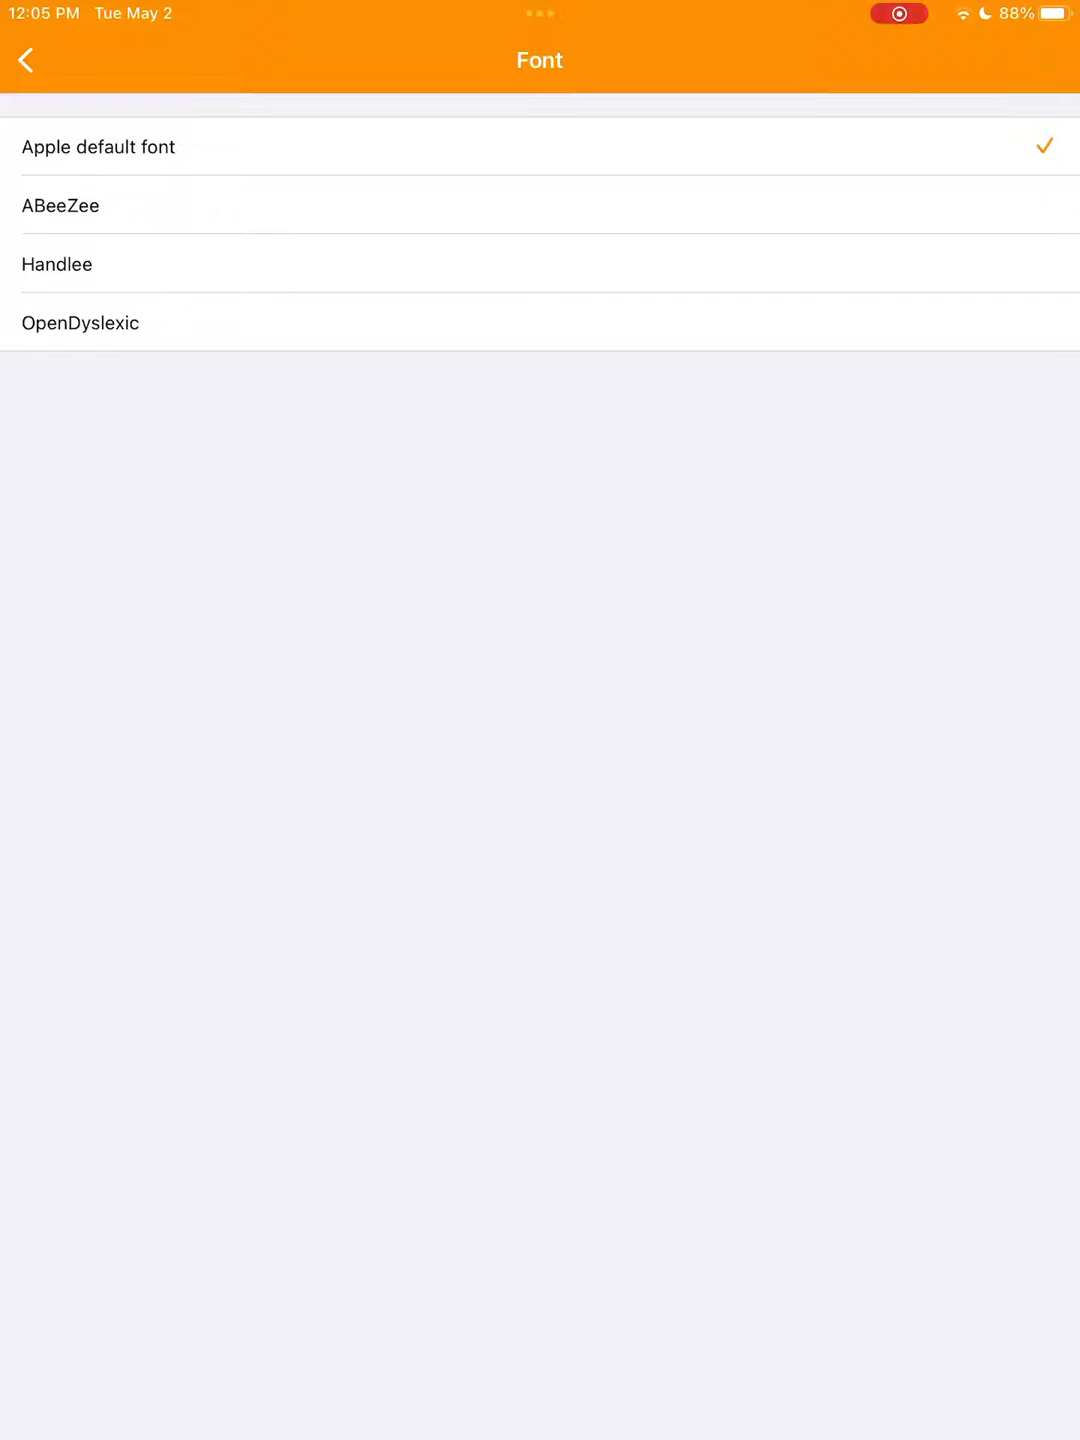 12:05 PM Tue May 2 88%
Font
Apple default font
ABeeZee
Handlee
OpenDyslexic